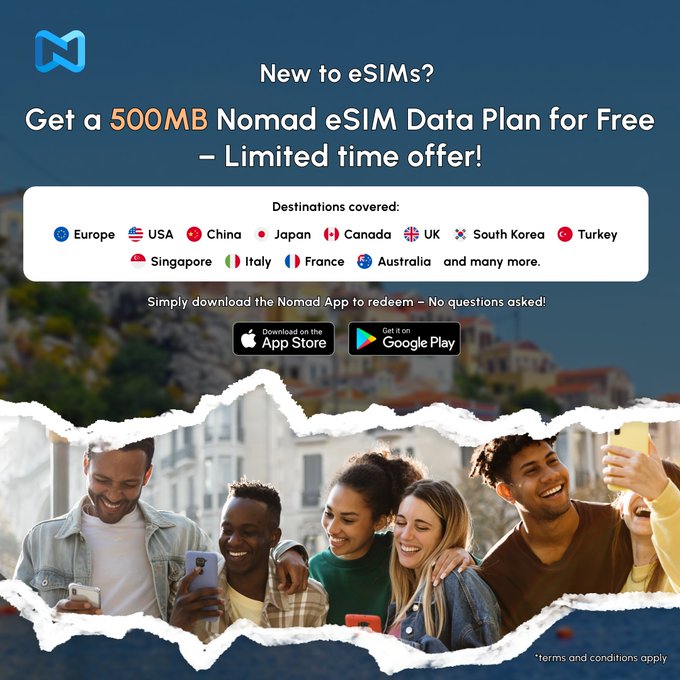 New to eSIMs?
Get a 500MB Nomad eSIM Data Plan for Free
– Limited time offer!
Destinations covered:
Europe USA China Japan Canada UK South Korea Turkey
Singapore Italy France Australia and many more.
Simply download the Nomad App to redeem – No questions asked!
Download on the
App Store
Get it on
Google Play
*terms and conditions apply